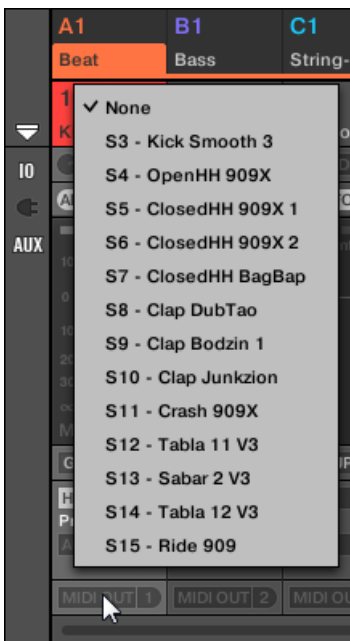 A1 B1 C1
Beat Bass String-
1
K
✓ None
S3 - Kick Smooth 3
S4 - OpenHH 909X
IO
S5 - ClosedHH 909X 1
S6 - ClosedHH 909X 2
AUX
S7 - ClosedHH BagBap
S8 - Clap DubTao
S9 - Clap Bodzin 1
S10 - Clap Junkzion
S11 - Crash 909X
S12 - Tabla 11 V3
S13 - Sabar 2 V3
S14 - Tabla 12 V3
S15 - Ride 909
MIDI OUT 1 MIDI OUT 2 MIDI OU